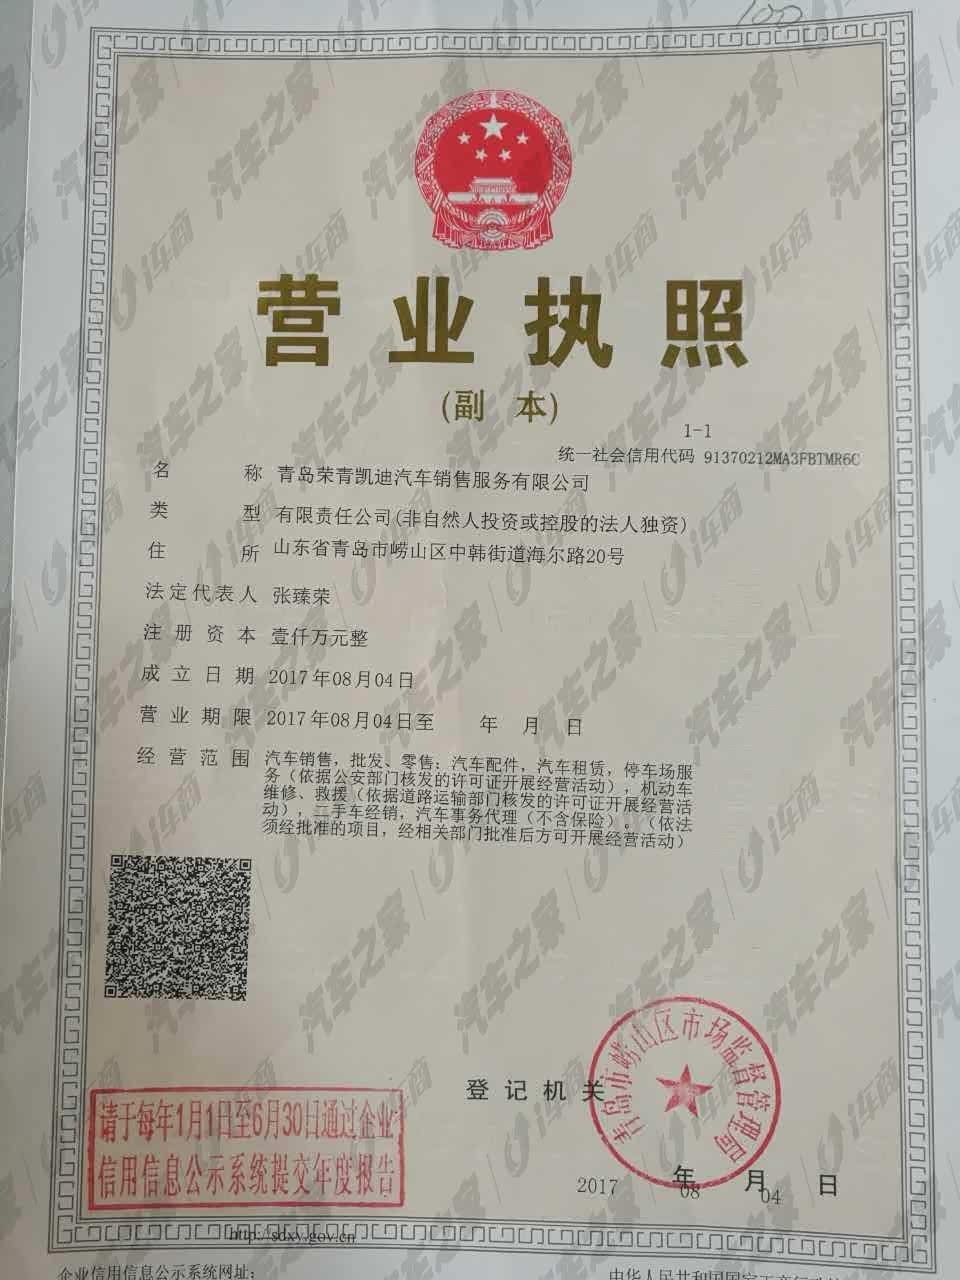 100
营业执照
(副 本)
1-1
统一社会信用代码 91370212MA3FBTMR6C
名 称 青岛荣青凯迪汽车销售服务有限公司
类 型 有限责任公司(非自然人投资或控股的法人独资)
住 所 山东省青岛市崂山区中韩街道海尔路20号
法定代表人 张臻荣
注册资本 壹仟万元整
成立日期 2017年08月04日
营业期限 2017年08月04日至 年 月 日
经营范围 汽车销售，批发、零售：汽车配件，汽车租赁，停车场服
务（依据公安部门核发的许可证开展经营活动），机动车
维修、救援（依据道路运输部门核发的许可证开展经营活
动），二手车经销，汽车事务代理（不含保险）。（依法
须经批准的项目，经相关部门批准后方可开展经营活动）
登记机关
青岛市崂山区市场监督管理局
请于每年1月1日至6月30日通过企业
信用信息公示系统提交年度报告
2017 年 08 月 04 日
http://sdxy.gov.cn
企业信用信息公示系统网址:
汽车之家 | i车商